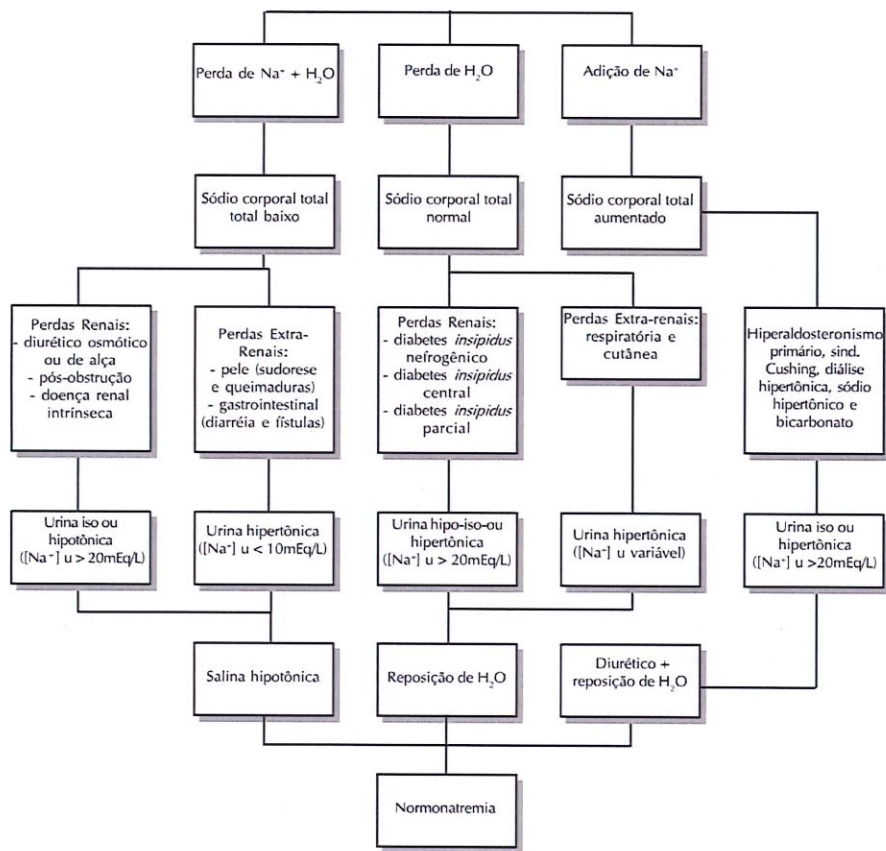 Perda de Na⁺ + H₂O
Perda de H₂O
Adição de Na⁺
Sódio corporal total
total baixo
Sódio corporal total
normal
Sódio corporal total
aumentado
Perdas Renais:
- diurético osmótico
ou de alça
- pós-obstrução
- doença renal
intrínseca
Perdas Extra-
Renais:
- pele (sudorese
e queimaduras)
- gastrointestinal
(diarréia e fístulas)
Perdas Renais:
- diabetes insipidus
nefrogênico
- diabetes insipidus
central
- diabetes insipidus
parcial
Perdas Extra-renais:
respiratória e
cutânea
Hiperaldosteronismo
primário, sind.
Cushing, diálise
hipertônica, sódio
hipertônico e
bicarbonato
Urina iso ou
hipotônica
([Na⁺] u > 20mEq/L)
Urina hipertônica
([Na⁺] u < 10mEq/L)
Urina hipo-iso-ou
hipertônica
([Na⁺] u > 20mEq/L)
Urina hipertônica
([Na⁺] u variável)
Urina iso ou
hipertônica
([Na⁺] u >20mEq/L)
Salina hipotônica
Reposição de H₂O
Diurético +
reposição de H₂O
Normonatremia